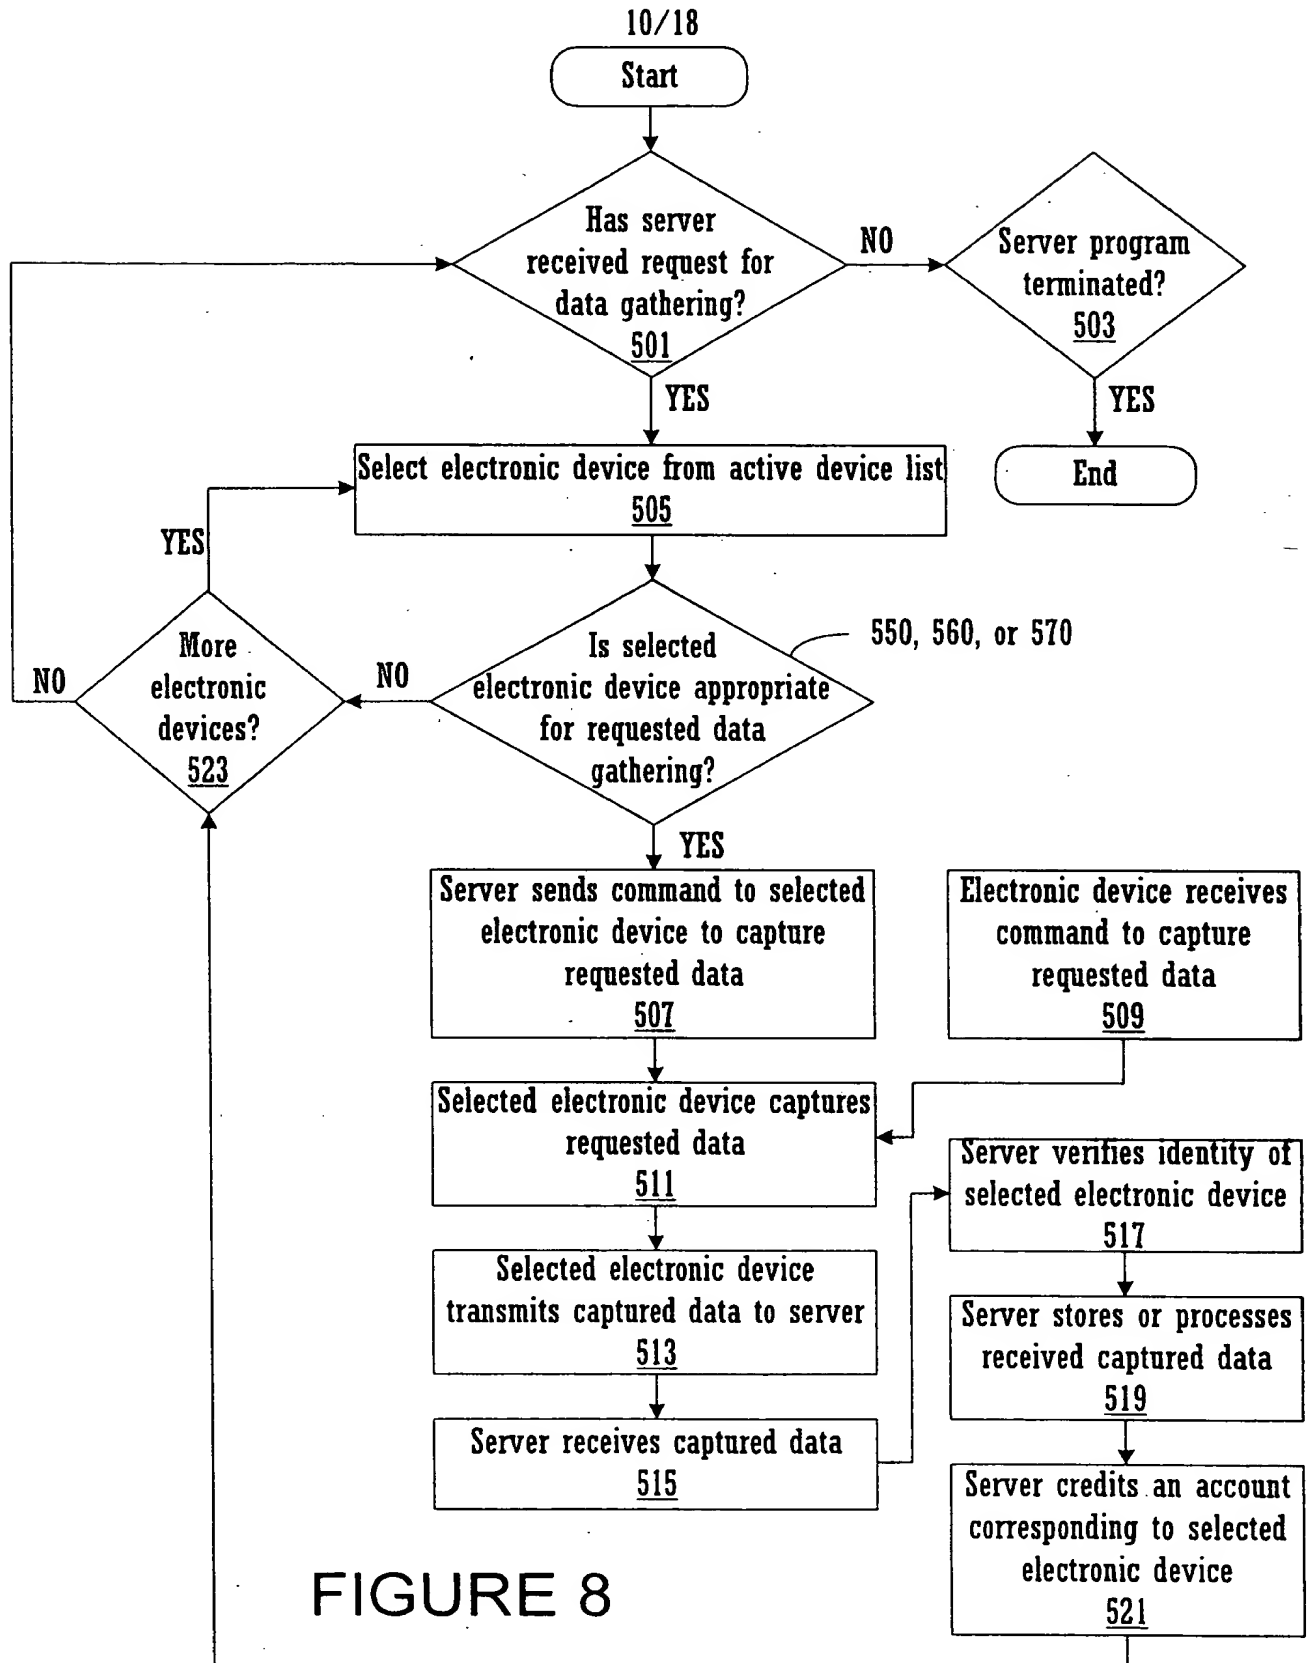 10/18
Start
Has server
received request for
data gathering?
501
NO
Server program
terminated?
503
YES
YES
End
Select electronic device from active device list
505
YES
More
electronic
devices?
523
NO
NO
Is selected
electronic device appropriate
for requested data
gathering?
550, 560, or 570
YES
Server sends command to selected
electronic device to capture
requested data
507
Electronic device receives
command to capture
requested data
509
Selected electronic device captures
requested data
511
Selected electronic device
transmits captured data to server
513
Server receives captured data
515
Server verifies identity of
selected electronic device
517
Server stores or processes
received captured data
519
Server credits an account
corresponding to selected
electronic device
521
FIGURE 8